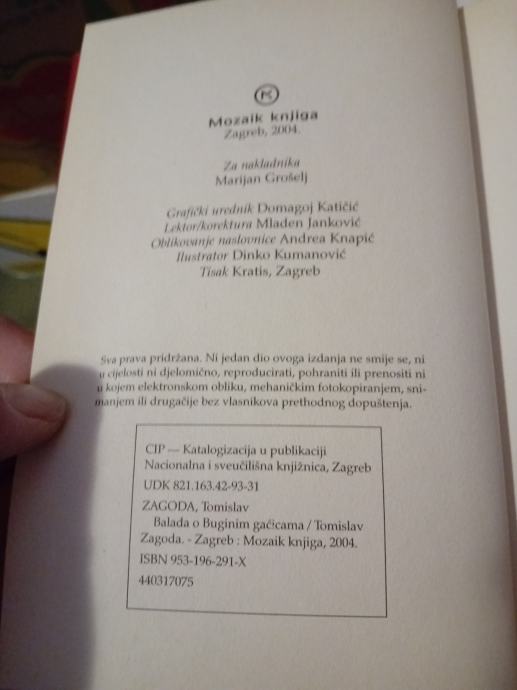 Mozaik knjiga
Zagreb, 2004.
Za nakladnika
Marijan Grošelj
Grafički urednik Domagoj Katičić
Lektor/korektura Mladen Janković
Oblikovanje naslovnice Andrea Knapić
Ilustrator Dinko Kumanović
Tisak Kratis, Zagreb
Sva prava pridržana. Ni jedan dio ovoga izdanja ne smije se, ni
u cijelosti ni djelomično, reproducirati, pohraniti ili prenositi ni
u kojem elektronskom obliku, mehaničkim fotokopiranjem, sni-
manjem ili drugačije bez vlasnikova prethodnog dopuštenja.
CIP — Katalogizacija u publikaciji
Nacionalna i sveučilišna knjižnica, Zagreb
UDK 821.163.42-93-31
ZAGODA, Tomislav
Balada o Buginim gaćicama / Tomislav
Zagoda. - Zagreb : Mozaik knjiga, 2004.
ISBN 953-196-291-X
440317075